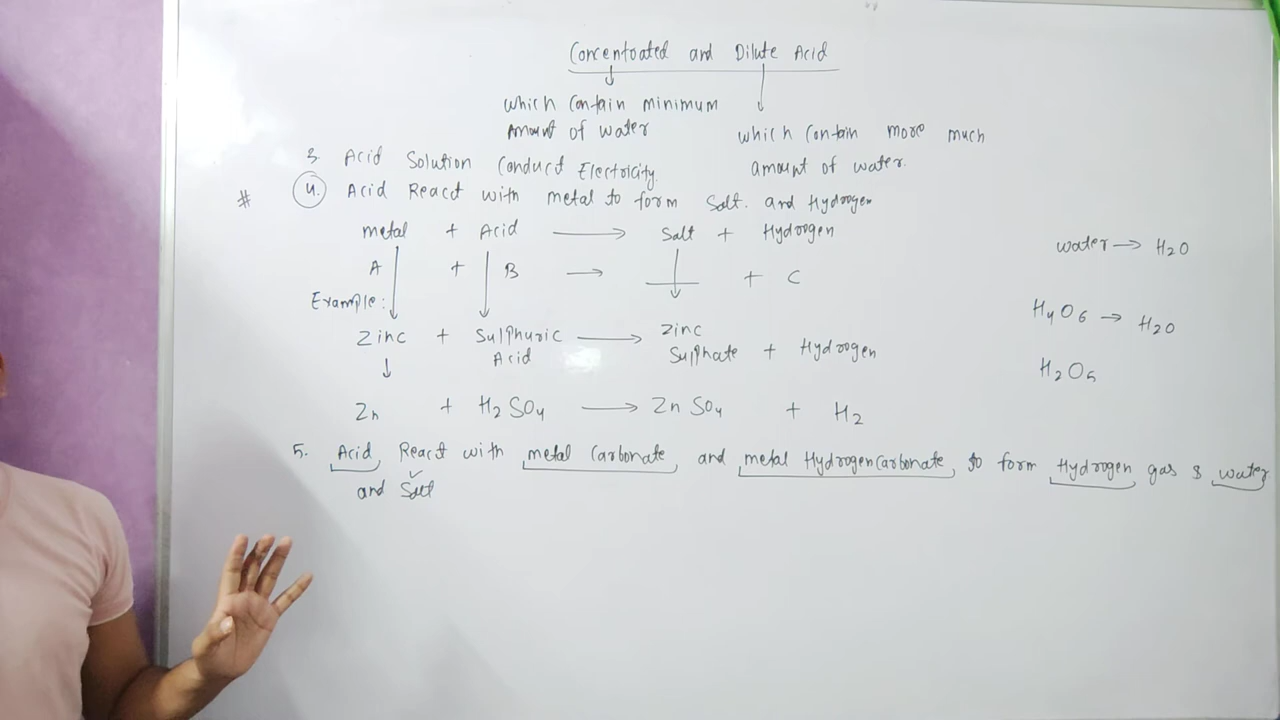 Concentrated and Dilute Acid
which contain minimum
Amount of water
which contain more much
amount of water.
3. Acid Solution Conduct Electricity.
# 4. Acid React with metal to form Salt. and Hydrogen
metal + Acid → Salt + Hydrogen
A + B → + C
Example:
Zinc + Sulphuric Acid → Zinc Sulphate + Hydrogen
Zn + H2SO4 → ZnSO4 + H2
5. Acid React with metal Carbonate and metal HydrogenCarbonate to form Hydrogen gas & water
and Salt
water → H2O
H4O6 → H2O
H2O5